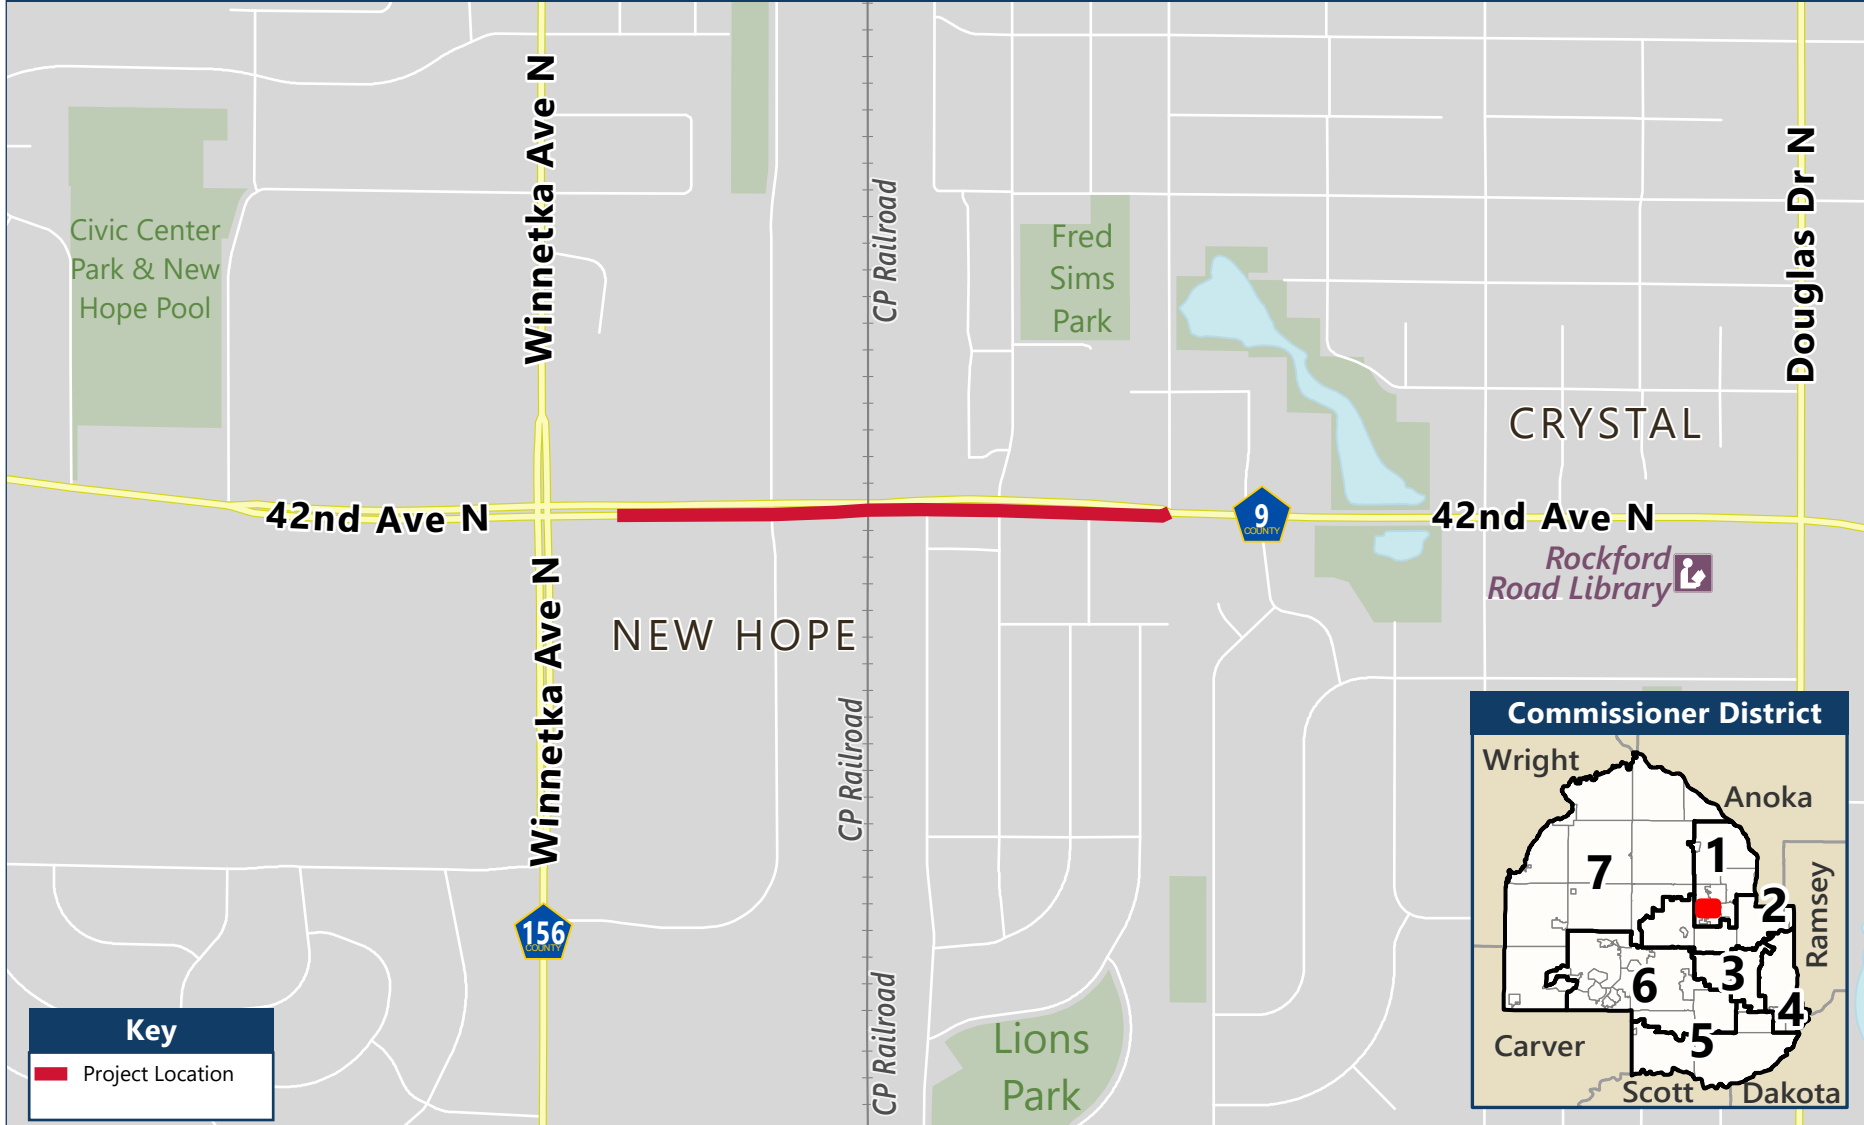 Winnetka Ave N
Douglas Dr N
CP Railroad
Civic Center
Park & New
Hope Pool
Fred
Sims
Park
CRYSTAL
42nd Ave N
9
COUNTY
42nd Ave N
Rockford
Road Library
NEW HOPE
Winnetka Ave N
CP Railroad
156
COUNTY
CP Railroad
Lions
Park
Key
Project Location
Commissioner District
Wright
Anoka
1
7
2
Ramsey
3
6
4
5
Carver
Scott
Dakota